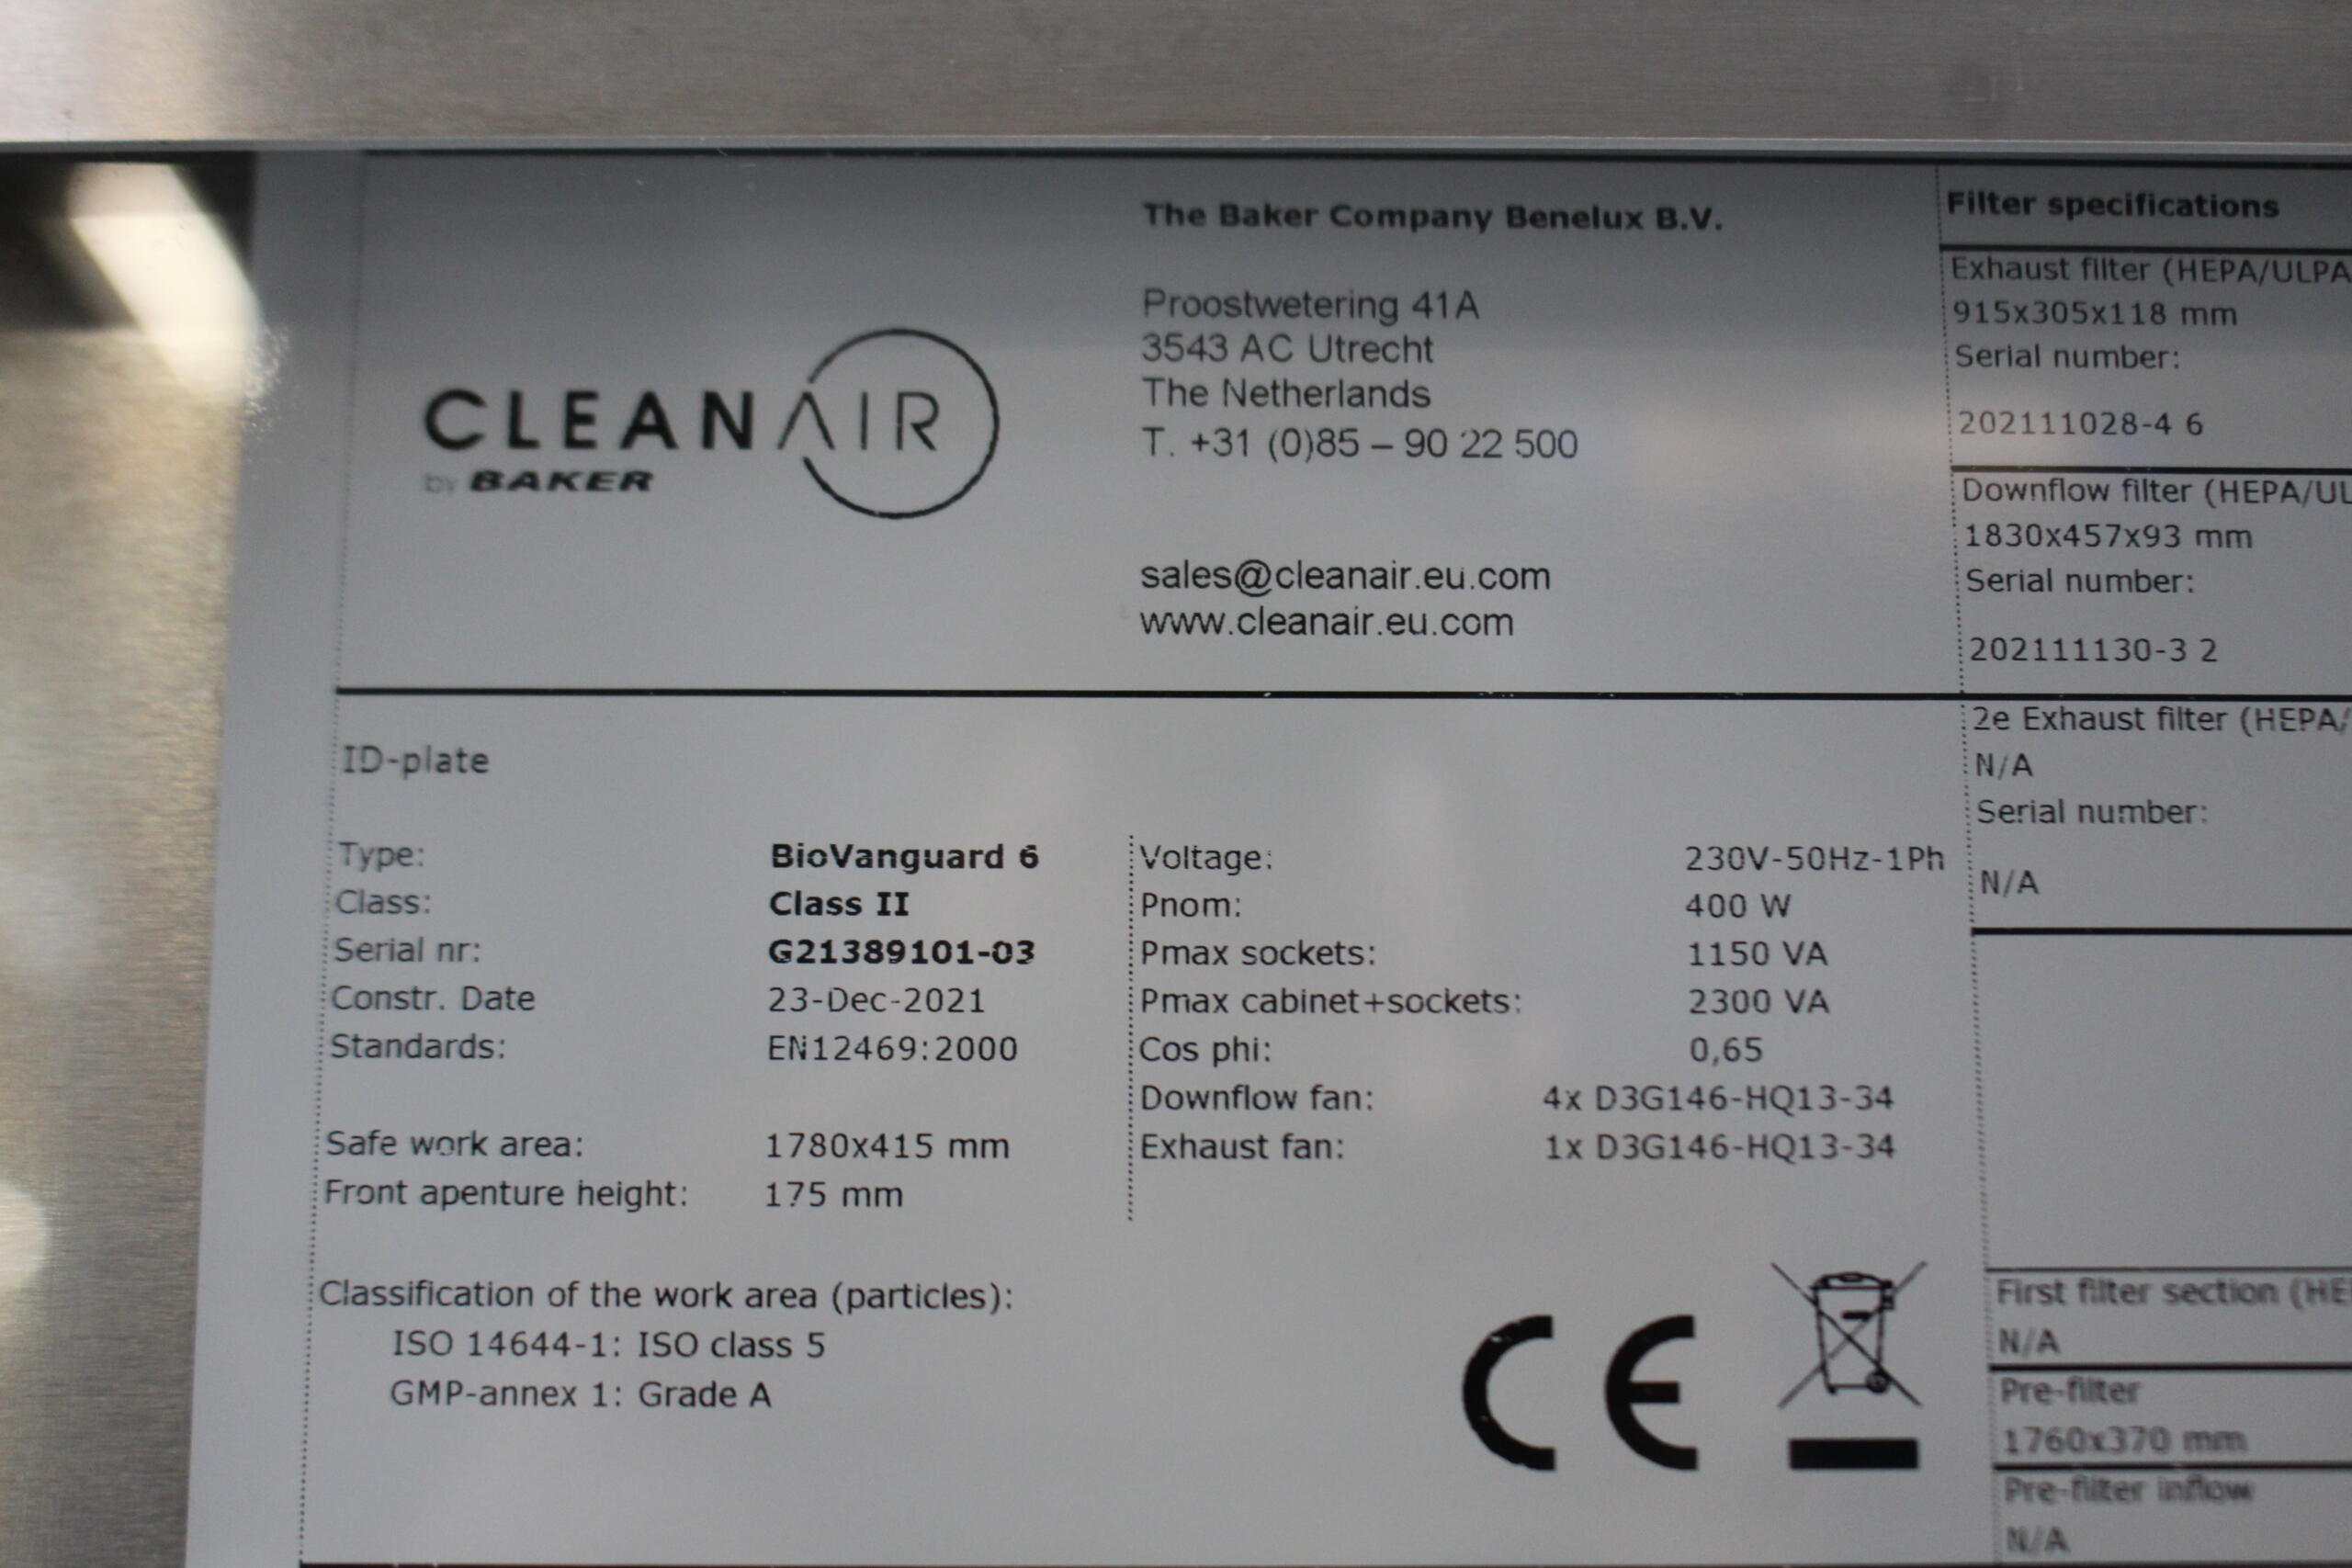 CLEANAIR
by BAKER
The Baker Company Benelux B.V.
Proostwetering 41A
3543 AC Utrecht
The Netherlands
T. +31 (0)85 – 90 22 500
sales@cleanair.eu.com
www.cleanair.eu.com
ID-plate
Type: BioVanguard 6
Class: Class II
Serial nr: G21389101-03
Constr. Date 23-Dec-2021
Standards: EN12469:2000
Safe work area: 1780x415 mm
Front apenture height: 175 mm
Voltage: 230V-50Hz-1Ph
Pnom: 400 W
Pmax sockets: 1150 VA
Pmax cabinet+sockets: 2300 VA
Cos phi: 0,65
Downflow fan: 4x D3G146-HQ13-34
Exhaust fan: 1x D3G146-HQ13-34
Classification of the work area (particles):
ISO 14644-1: ISO class 5
GMP-annex 1: Grade A
CE
Filter specifications
Exhaust filter (HEPA/ULPA
915x305x118 mm
Serial number:
202111028-4 6
Downflow filter (HEPA/UL
1830x457x93 mm
Serial number:
202111130-3 2
2e Exhaust filter (HEPA/
N/A
Serial number:
N/A
First filter section (HE
N/A
Pre-filter
1760x370 mm
Pre-filter inflow
N/A